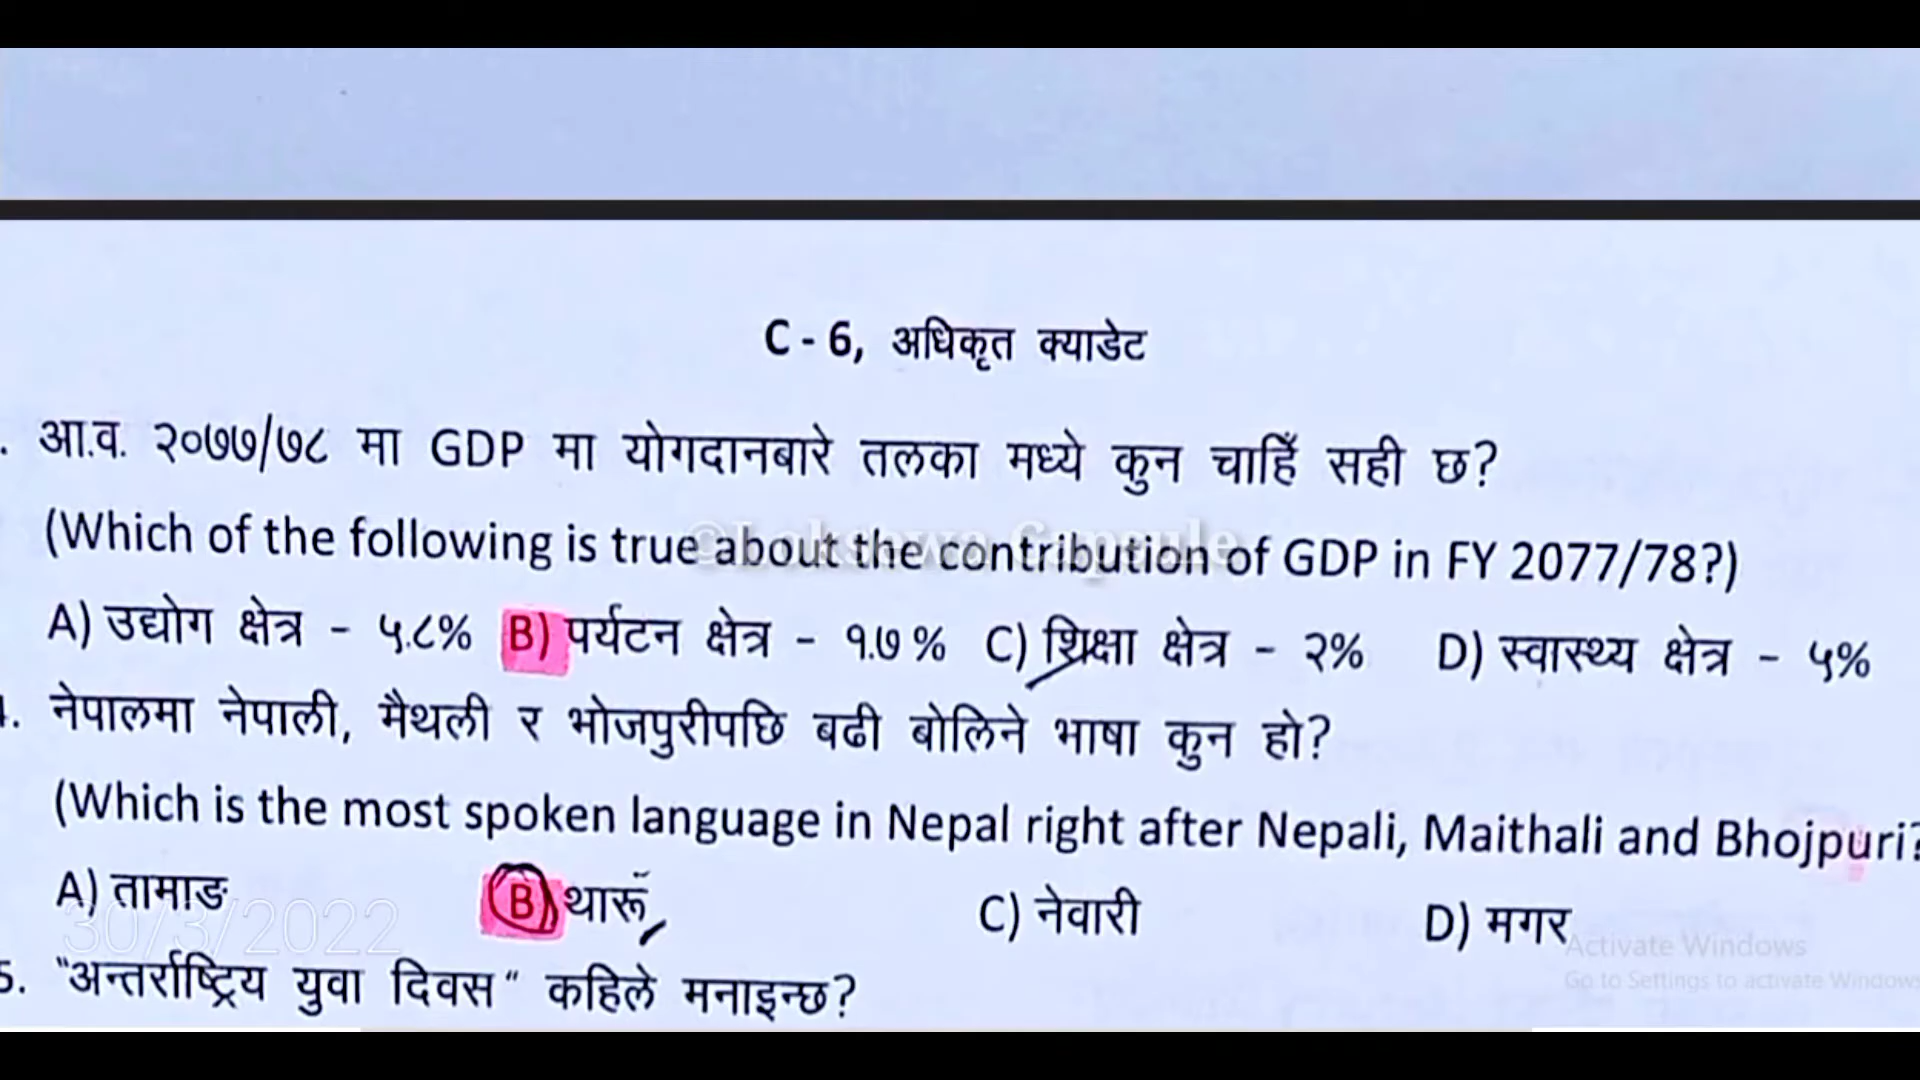 C - 6, अधिकृत क्याडेट
. आ.व. २०७७/७८ मा GDP मा योगदानबारे तलका मध्ये कुन चाहिँ सही छ?
(Which of the following is true about the contribution of GDP in FY 2077/78?)
©Loksewa Capsule
A) उद्योग क्षेत्र - ५.८% B) पर्यटन क्षेत्र - १.७% C) शिक्षा क्षेत्र - २% D) स्वास्थ्य क्षेत्र - ५%
4. नेपालमा नेपाली, मैथली र भोजपुरीपछि बढी बोलिने भाषा कुन हो?
(Which is the most spoken language in Nepal right after Nepali, Maithali and Bhojpuri?
A) तामाङ B) थारूँ C) नेवारी D) मगर
30/3/2022
Activate Windows
Go to Settings to activate Windows
5. "अन्तर्राष्ट्रिय युवा दिवस" कहिले मनाइन्छ?